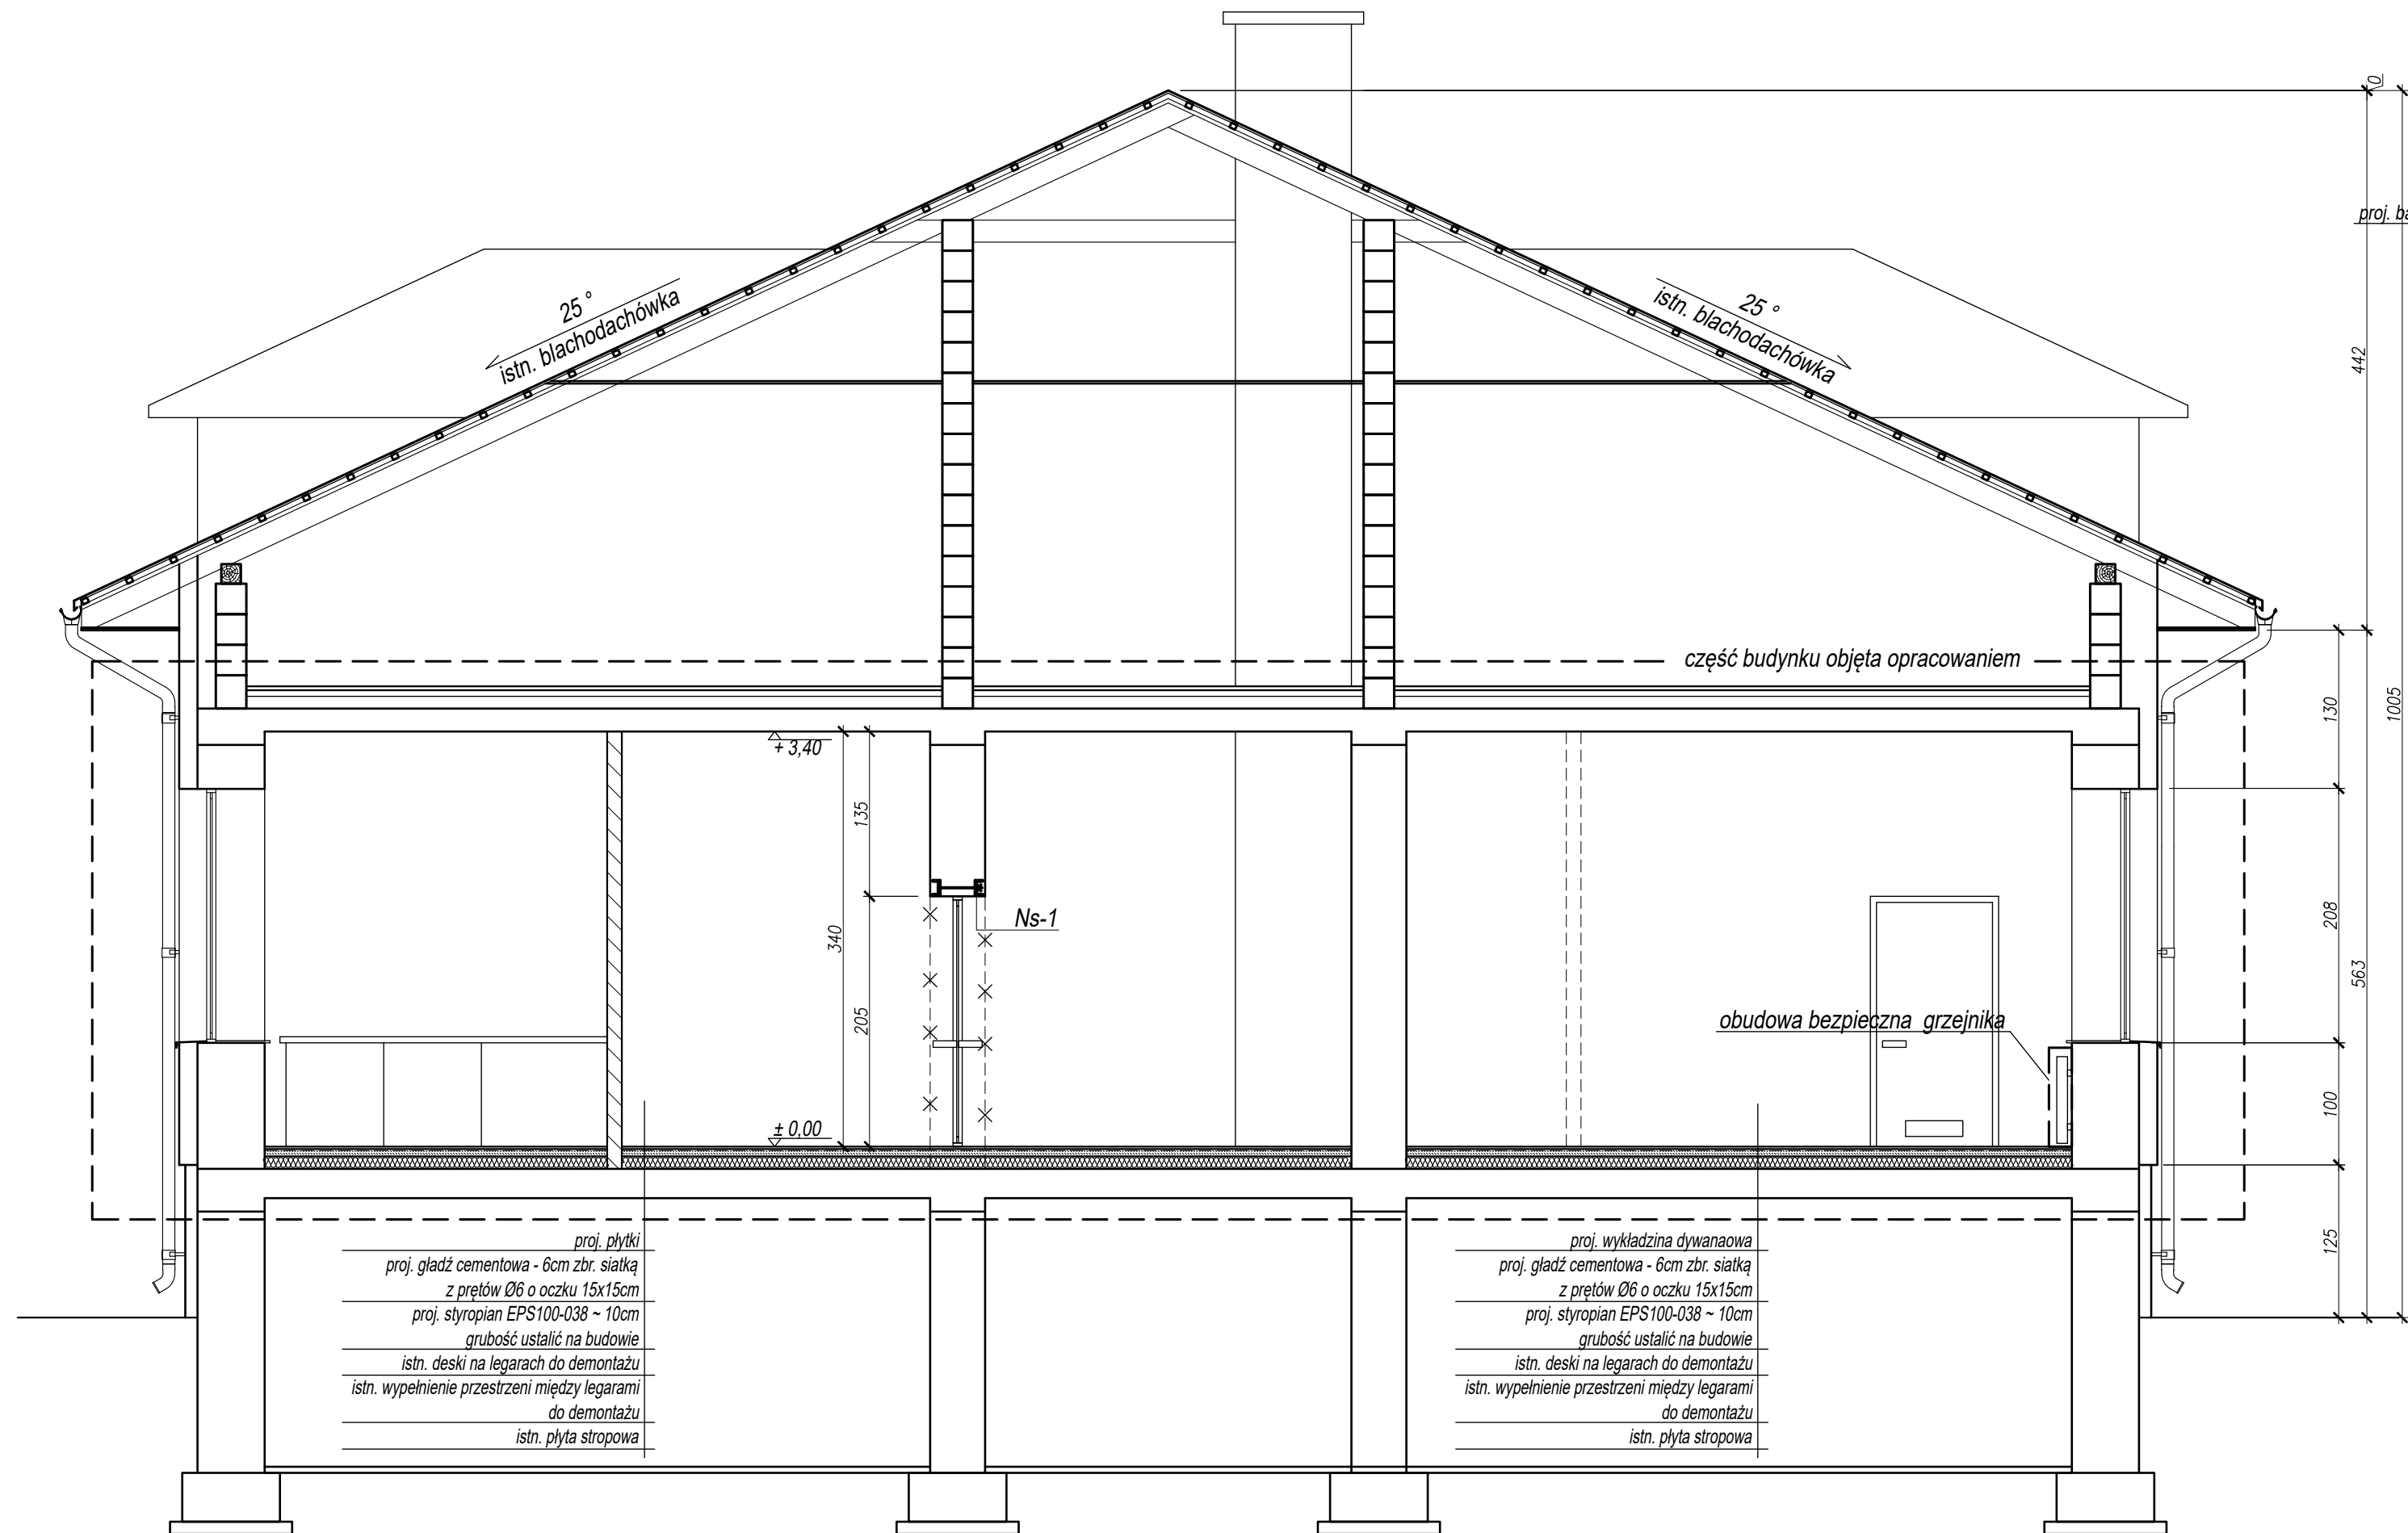 0
proj. ba
25 °
istn. blachodachówka
25 °
istn. blachodachówka
442
część budynku objęta opracowaniem
130
1005
+ 3,40
135
340
205
Ns-1
208
563
obudowa bezpieczna grzejnika
100
± 0,00
125
proj. płytki
proj. gładź cementowa - 6cm zbr. siatką
z prętów Ø6 o oczku 15x15cm
proj. styropian EPS100-038 ~ 10cm
grubość ustalić na budowie
istn. deski na legarach do demontażu
istn. wypełnienie przestrzeni między legarami
do demontażu
istn. płyta stropowa
proj. wykładzina dywanaowa
proj. gładź cementowa - 6cm zbr. siatką
z prętów Ø6 o oczku 15x15cm
proj. styropian EPS100-038 ~ 10cm
grubość ustalić na budowie
istn. deski na legarach do demontażu
istn. wypełnienie przestrzeni między legarami
do demontażu
istn. płyta stropowa